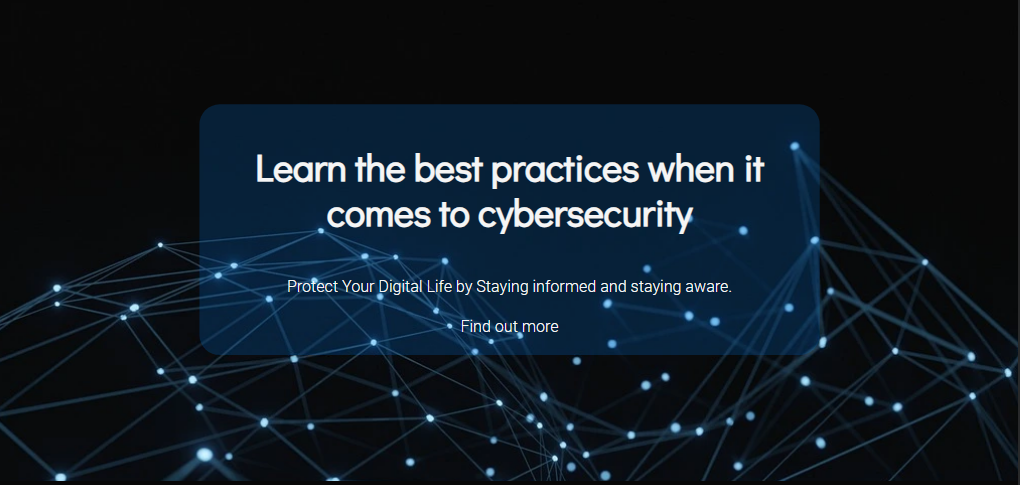 Learn the best practices when it
comes to cybersecurity
Protect Your Digital Life by Staying informed and staying aware.
Find out more